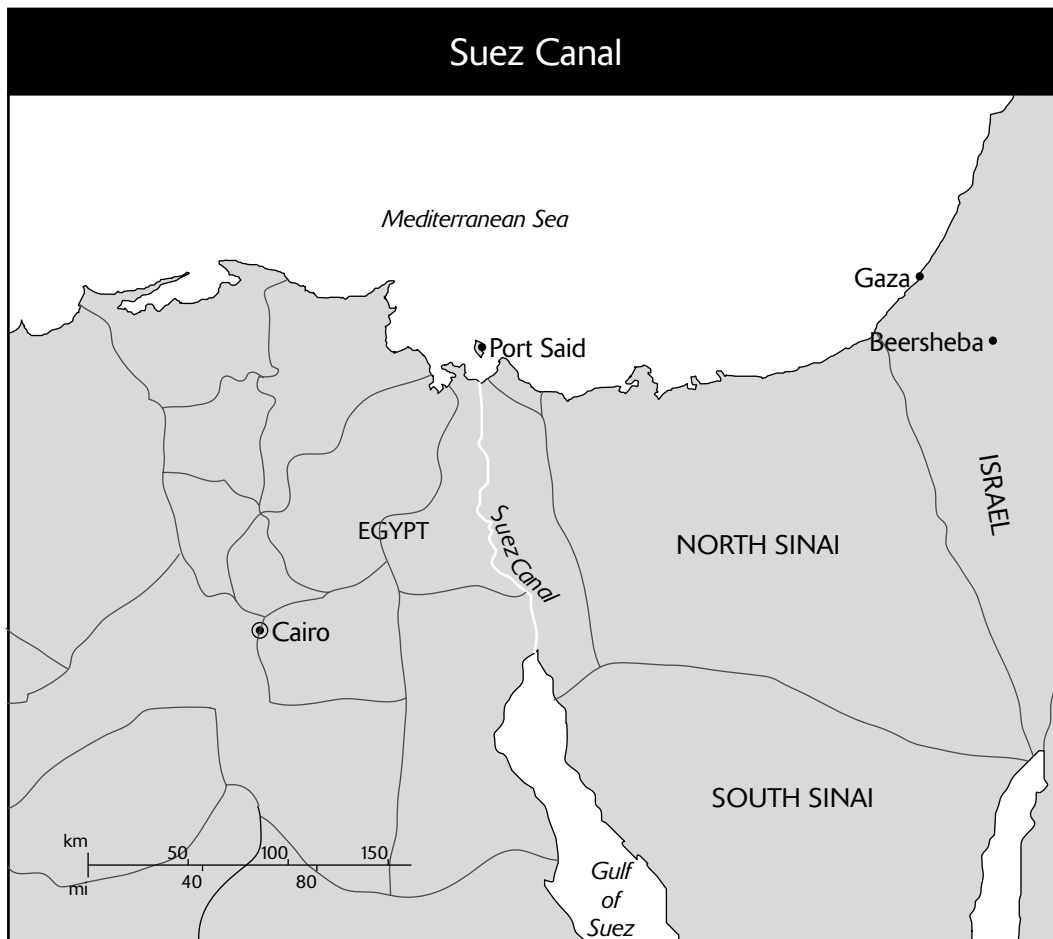 Suez Canal
Mediterranean Sea
Gaza
Port Said
Beersheba
ISRAEL
EGYPT
Suez Canal
NORTH SINAI
Cairo
SOUTH SINAI
km
50 100 150
mi
40 80
Gulf
of
Suez